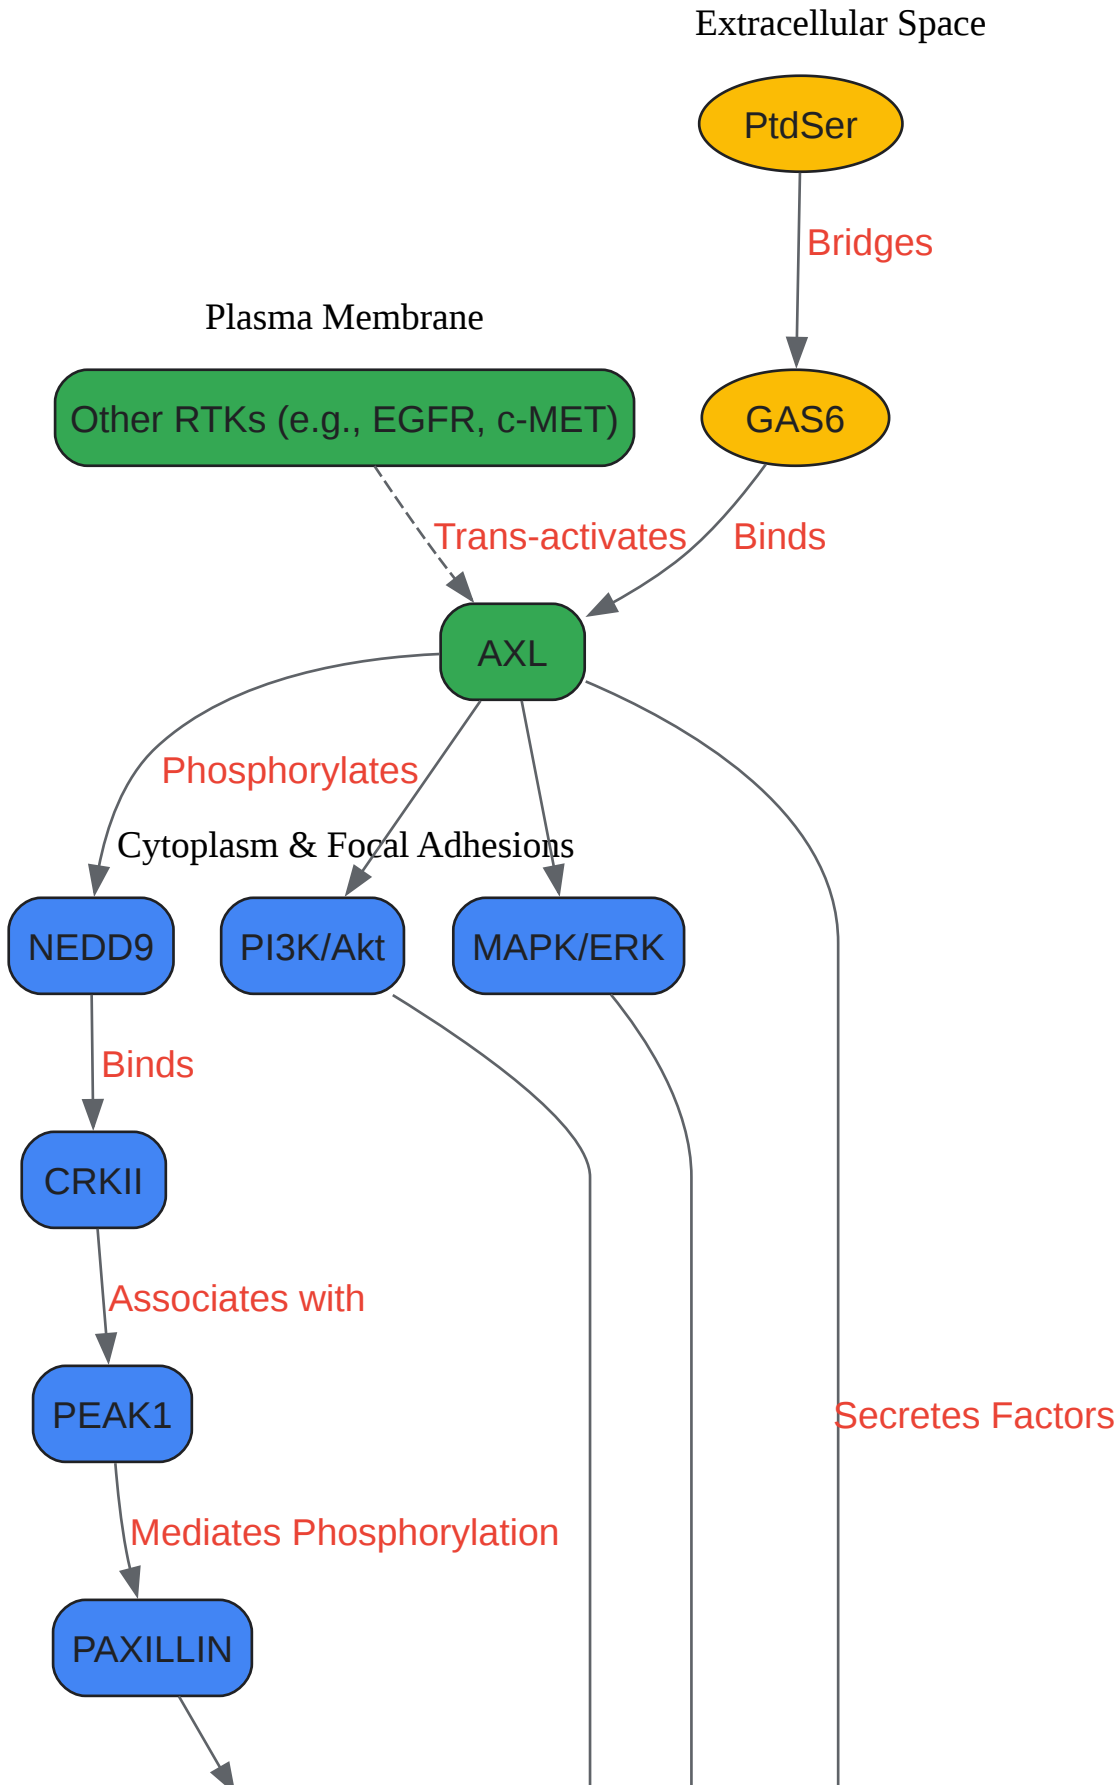 Extracellular Space
PtdSer
Bridges
Plasma Membrane
Other RTKs (e.g., EGFR, c-MET)
GAS6
Trans-activates
Binds
AXL
Phosphorylates
Cytoplasm & Focal Adhesions
NEDD9
PI3K/Akt
MAPK/ERK
Binds
CRKII
Associates with
PEAK1
Secretes Factors
Mediates Phosphorylation
PAXILLIN